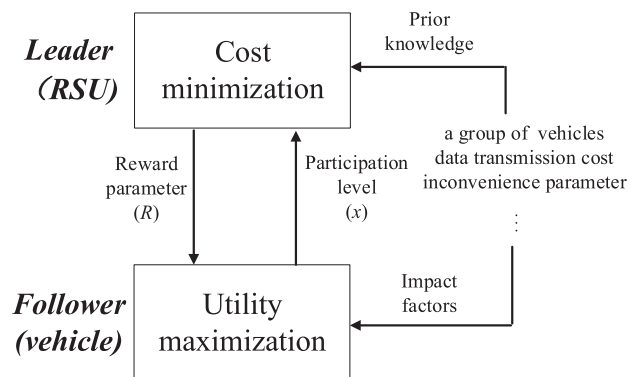 Leader
(RSU)
Cost
minimization
Prior
knowledge
a group of vehicles
data transmission cost
inconvenience parameter
⋮
Reward
parameter
(R)
Participation
level
(x)
Follower
(vehicle)
Utility
maximization
Impact
factors